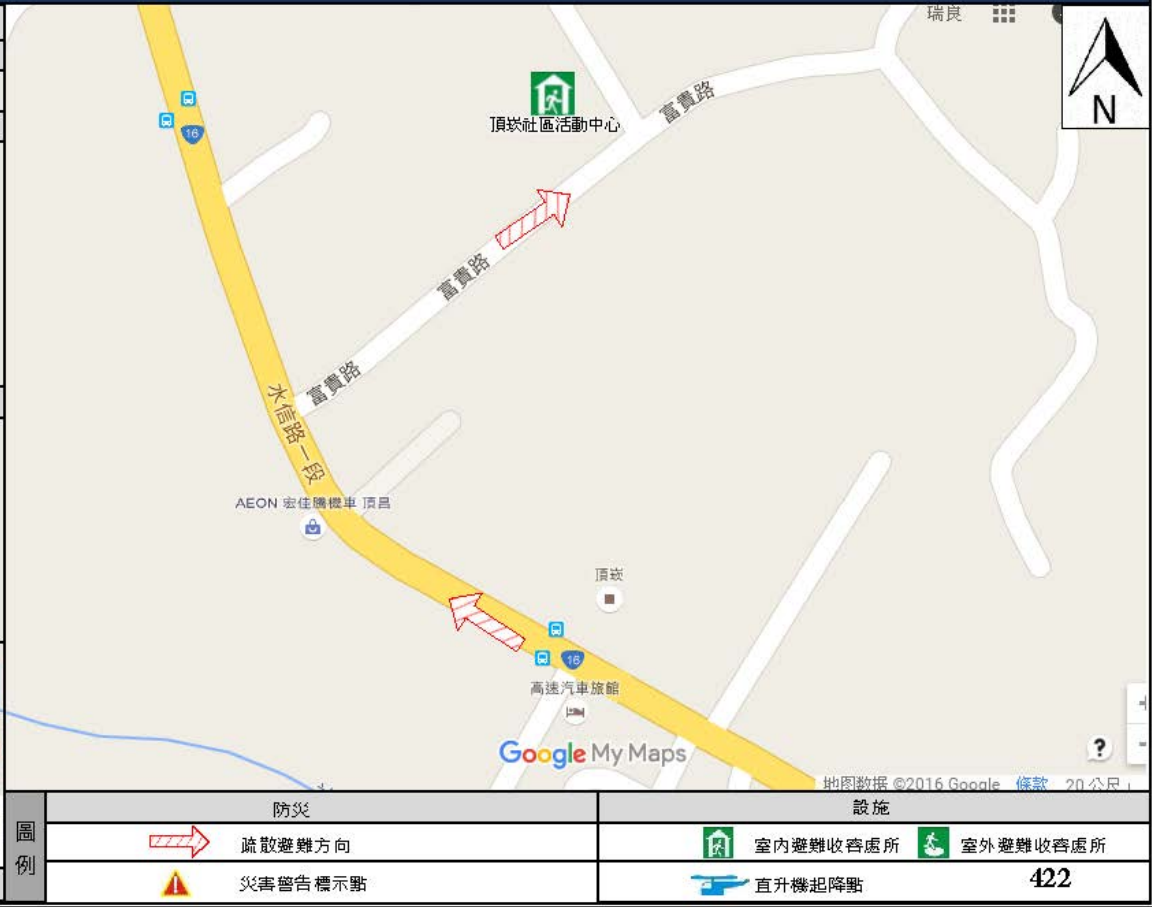 瑞良
N
16
頂崁社區活動中心
富貴路
富貴路
富貴路
水信路一段
AEON 宏佳騰機車 頂昌
頂崁
16
高速汽車旅館
Google My Maps
?
+
-
地图数据 ©2016 Google 條款 20 公尺
圖例
防災
設施
疏散避難方向
室內避難收容處所
室外避難收容處所
災害警告標示點
直升機起降點
422